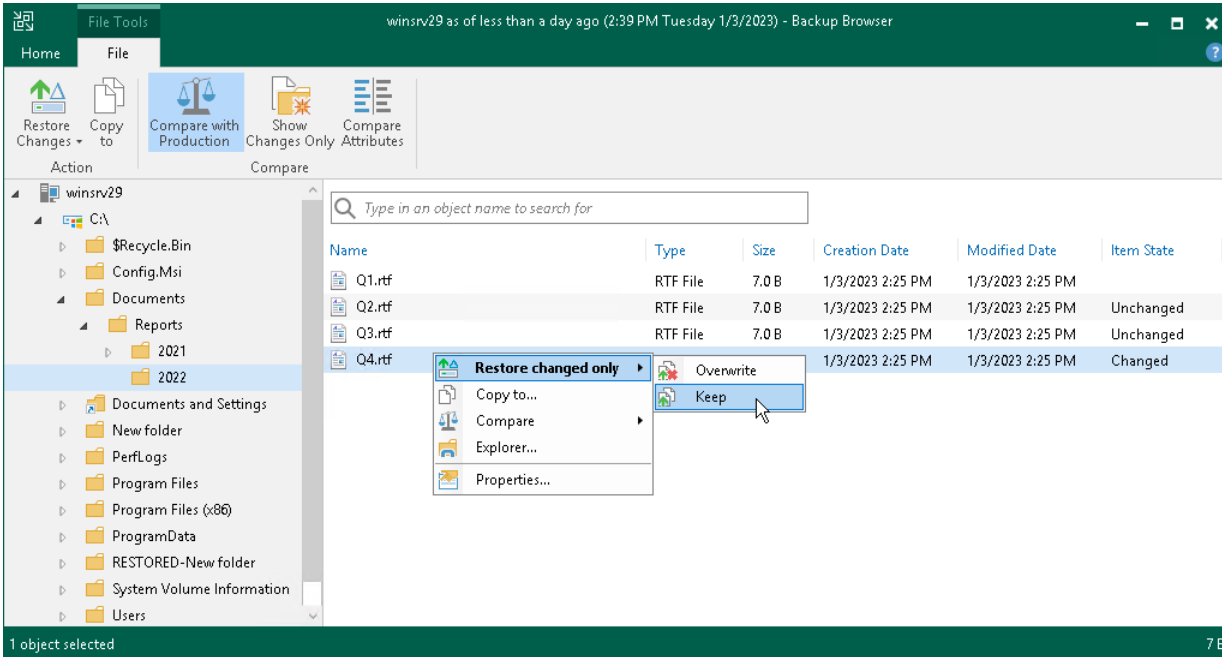 File Tools
winsrv29 as of less than a day ago (2:39 PM Tuesday 1/3/2023) - Backup Browser
Home File
Restore Changes
Copy to
Compare with Production
Show Changes Only
Compare Attributes
Action
Compare
winsrv29
C:\
$Recycle.Bin
Config.Msi
Documents
Reports
2021
2022
Documents and Settings
New folder
PerfLogs
Program Files
Program Files (x86)
ProgramData
RESTORED-New folder
System Volume Information
Users
Type in an object name to search for
Name Type Size Creation Date Modified Date Item State
Q1.rtf RTF File 7.0 B 1/3/2023 2:25 PM 1/3/2023 2:25 PM
Q2.rtf RTF File 7.0 B 1/3/2023 2:25 PM 1/3/2023 2:25 PM Unchanged
Q3.rtf RTF File 7.0 B 1/3/2023 2:25 PM 1/3/2023 2:25 PM Unchanged
Q4.rtf 1/3/2023 2:25 PM 1/3/2023 2:25 PM Changed
Restore changed only
Copy to...
Compare
Explorer...
Properties...
Overwrite
Keep
1 object selected
7 B